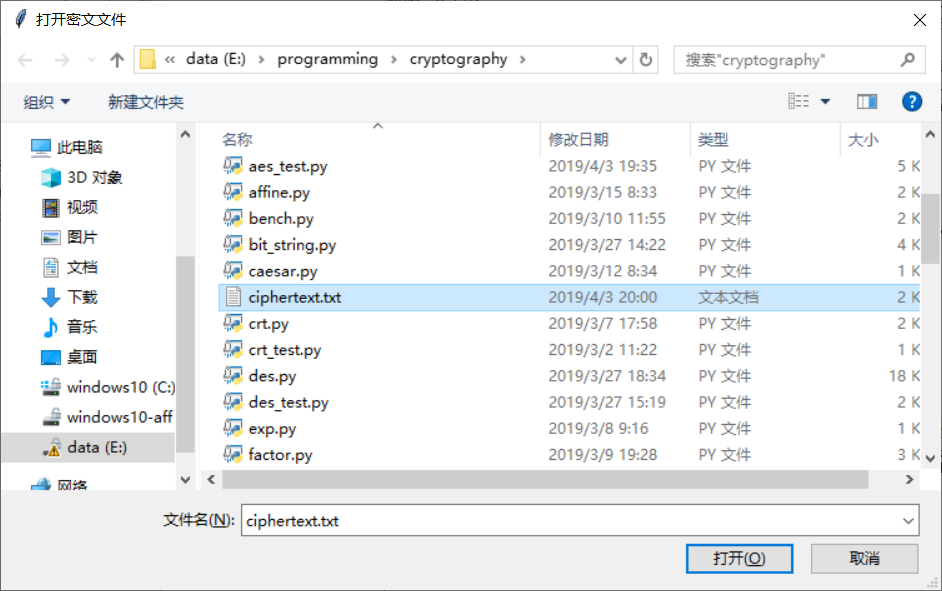 打开密文文件
« data (E:) › programming › cryptography ›
搜索"cryptography"
组织 新建文件夹
此电脑
3D 对象
视频
图片
文档
下载
音乐
桌面
windows10 (C:)
windows10-aff
data (E:)
网络
名称 修改日期 类型 大小
aes_test.py 2019/4/3 19:35 PY 文件 5 K
affine.py 2019/3/15 8:33 PY 文件 2 K
bench.py 2019/3/10 11:55 PY 文件 2 K
bit_string.py 2019/3/27 14:22 PY 文件 4 K
caesar.py 2019/3/12 8:34 PY 文件 1 K
ciphertext.txt 2019/4/3 20:00 文本文档 2 K
crt.py 2019/3/7 17:58 PY 文件 2 K
crt_test.py 2019/3/2 11:22 PY 文件 1 K
des.py 2019/3/27 18:34 PY 文件 18 K
des_test.py 2019/3/27 15:19 PY 文件 2 K
exp.py 2019/3/8 9:16 PY 文件 1 K
factor.py 2019/3/9 19:28 PY 文件 3 K
文件名(N): ciphertext.txt
打开(O) 取消